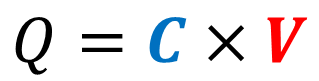 Q = C × V